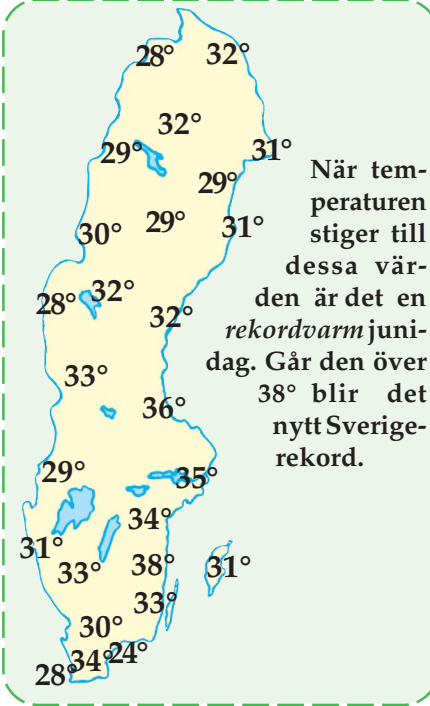 28° 32°
32°
29° 31°
29°
30° 29° 31°
28° 32° 32°
33°
36°
29° 35°
34°
31° 33° 38° 31°
33°
30°
28° 34° 24°
När tem-
peraturen
stiger till
dessa vär-
den är det en
rekordvarm juni-
dag. Går den över
38° blir det
nytt Sverige-
rekord.